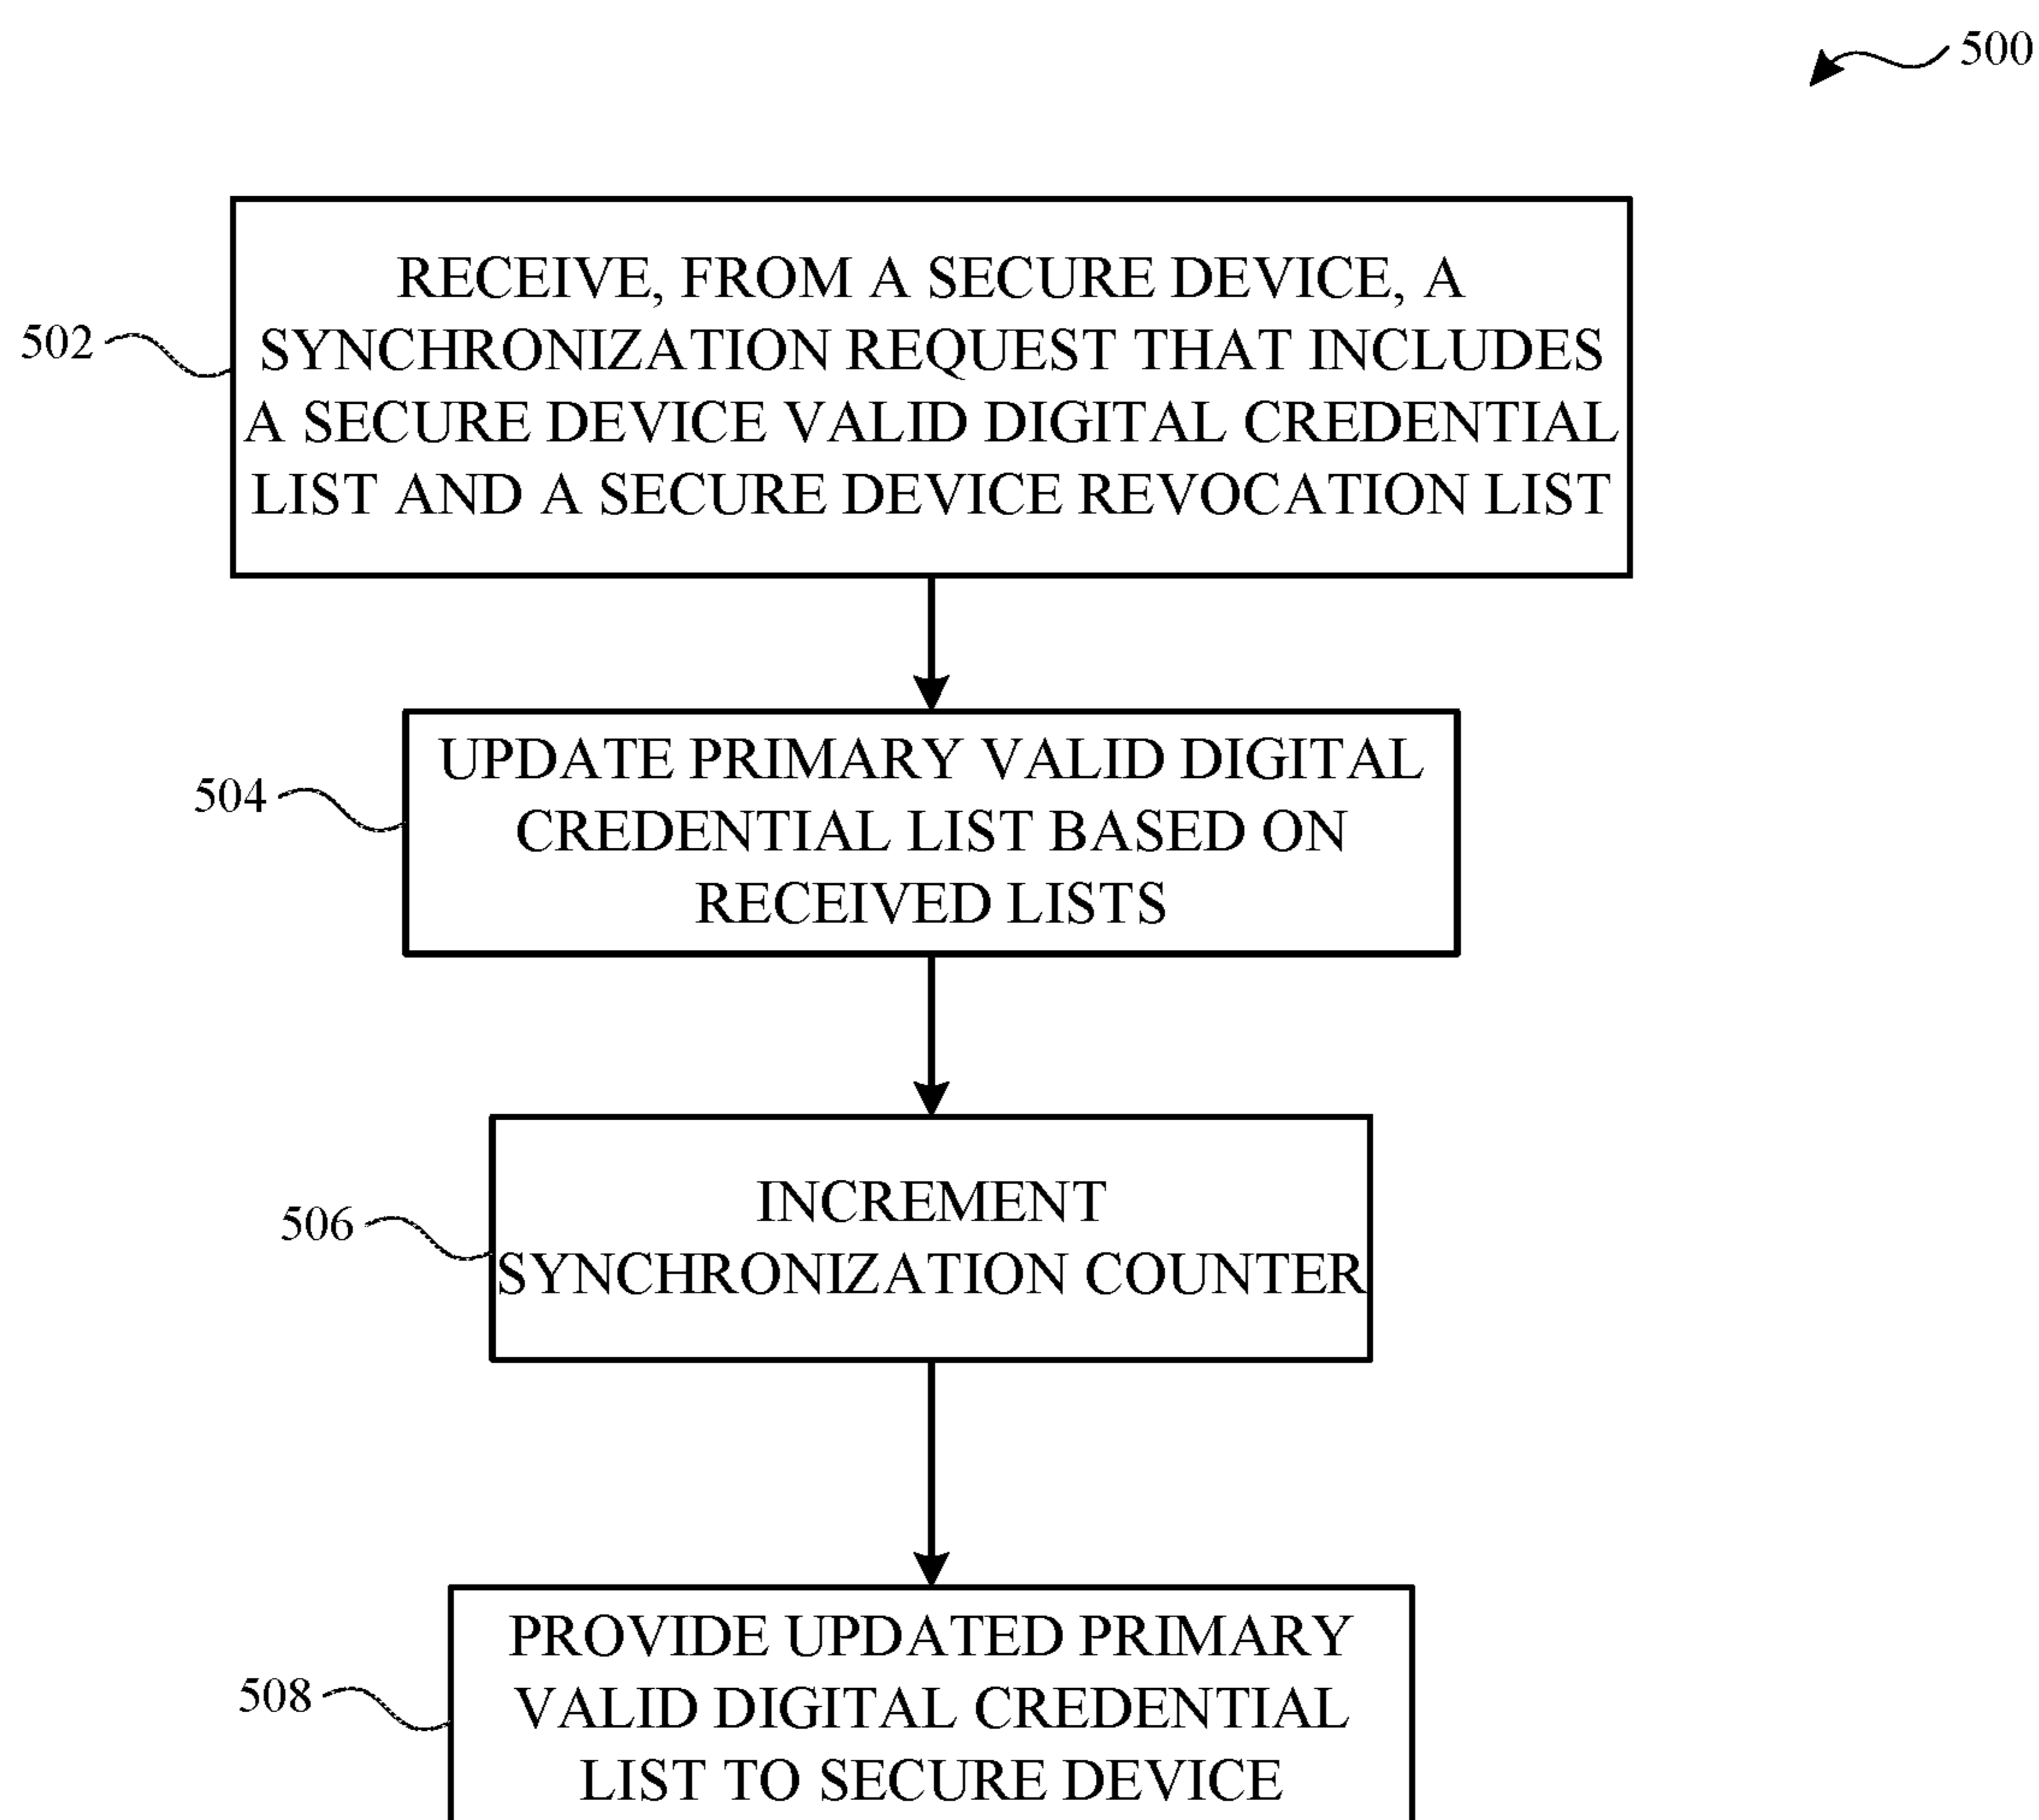 500
502
RECEIVE, FROM A SECURE DEVICE, A
SYNCHRONIZATION REQUEST THAT INCLUDES
A SECURE DEVICE VALID DIGITAL CREDENTIAL
LIST AND A SECURE DEVICE REVOCATION LIST
504
UPDATE PRIMARY VALID DIGITAL
CREDENTIAL LIST BASED ON
RECEIVED LISTS
506
INCREMENT
SYNCHRONIZATION COUNTER
508
PROVIDE UPDATED PRIMARY
VALID DIGITAL CREDENTIAL
LIST TO SECURE DEVICE